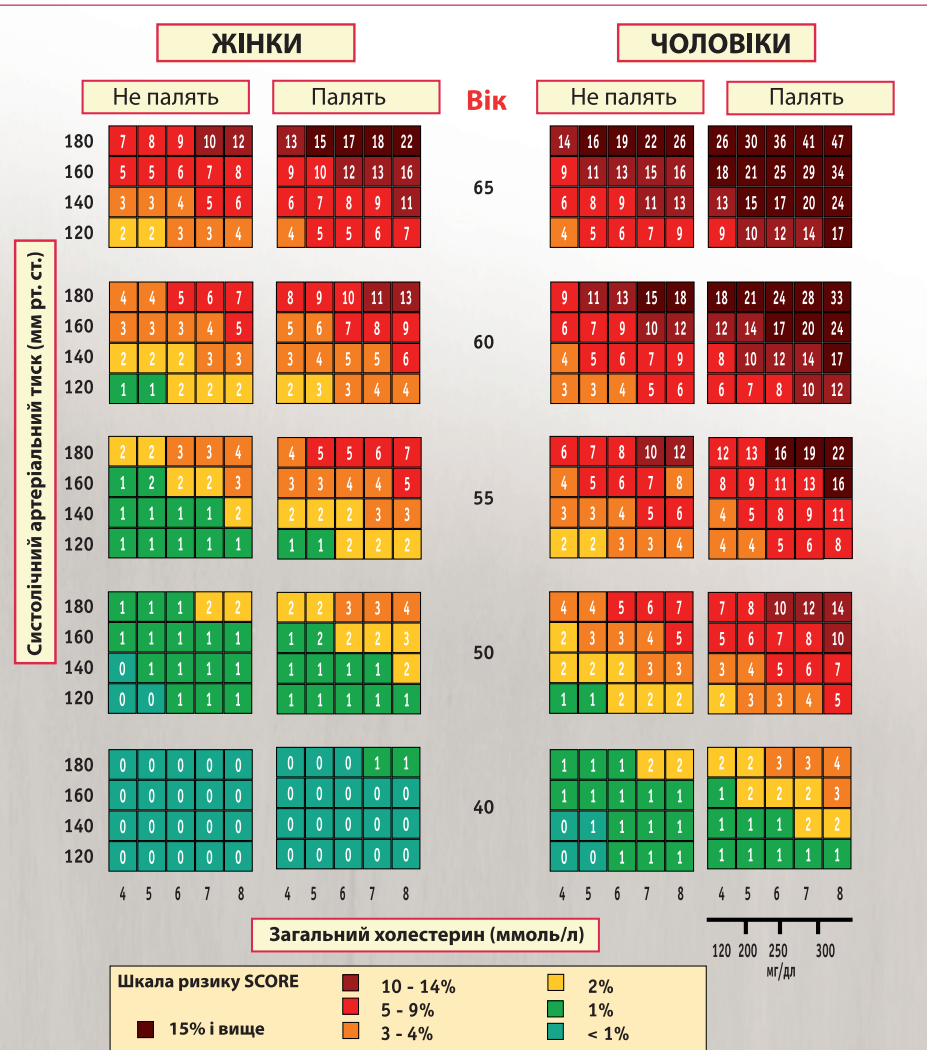 ЖІНКИ ЧОЛОВІКИ
Не палять Палять Вік Не палять Палять
Систолічний артеріальний тиск (мм рт. ст.)
180 7 8 9 10 12 13 15 17 18 22 14 16 19 22 26 26 30 36 41 47
160 5 5 6 7 8 9 10 12 13 16 9 11 13 15 16 18 21 25 29 34
65
140 3 3 4 5 6 6 7 8 9 11 6 8 9 11 13 13 15 17 20 24
120 2 2 3 3 4 4 5 5 6 7 4 5 6 7 9 9 10 12 14 17
180 4 4 5 6 7 8 9 10 11 13 9 11 13 15 18 18 21 24 28 33
160 3 3 3 4 5 5 6 7 8 9 6 7 9 10 12 12 14 17 20 24
60
140 2 2 2 3 3 3 4 5 5 6 4 5 6 7 9 8 10 12 14 17
120 1 1 2 2 2 2 3 3 4 4 3 3 4 5 6 6 7 8 10 12
180 2 2 3 3 4 4 5 5 6 7 6 7 8 10 12 12 13 16 19 22
160 1 2 2 2 3 3 3 4 4 5 4 5 6 7 8 8 9 11 13 16
55
140 1 1 1 1 2 2 2 2 3 3 3 3 4 5 6 4 5 8 9 11
120 1 1 1 1 1 1 1 2 2 2 2 2 3 3 4 4 4 5 6 8
180 1 1 1 2 2 2 2 3 3 4 4 4 5 6 7 7 8 10 12 14
160 1 1 1 1 1 1 2 2 2 3 2 3 3 4 5 5 6 7 8 10
50
140 0 1 1 1 1 1 1 1 1 2 2 2 2 3 3 3 4 5 6 7
120 0 0 1 1 1 1 1 1 1 1 1 1 2 2 2 2 3 3 4 5
180 0 0 0 0 0 0 0 0 1 1 1 1 1 2 2 2 2 3 3 4
160 0 0 0 0 0 0 0 0 0 0 1 1 1 1 1 1 2 2 2 3
40
140 0 0 0 0 0 0 0 0 0 0 0 1 1 1 1 1 1 1 2 2
120 0 0 0 0 0 0 0 0 0 0 0 0 1 1 1 1 1 1 1 1
4 5 6 7 8 4 5 6 7 8 4 5 6 7 8 4 5 6 7 8
Загальний холестерин (ммоль/л)
120 200 250 300
мг/дл
Шкала ризику SCORE
15% і вище
10 - 14%
5 - 9%
3 - 4%
2%
1%
< 1%